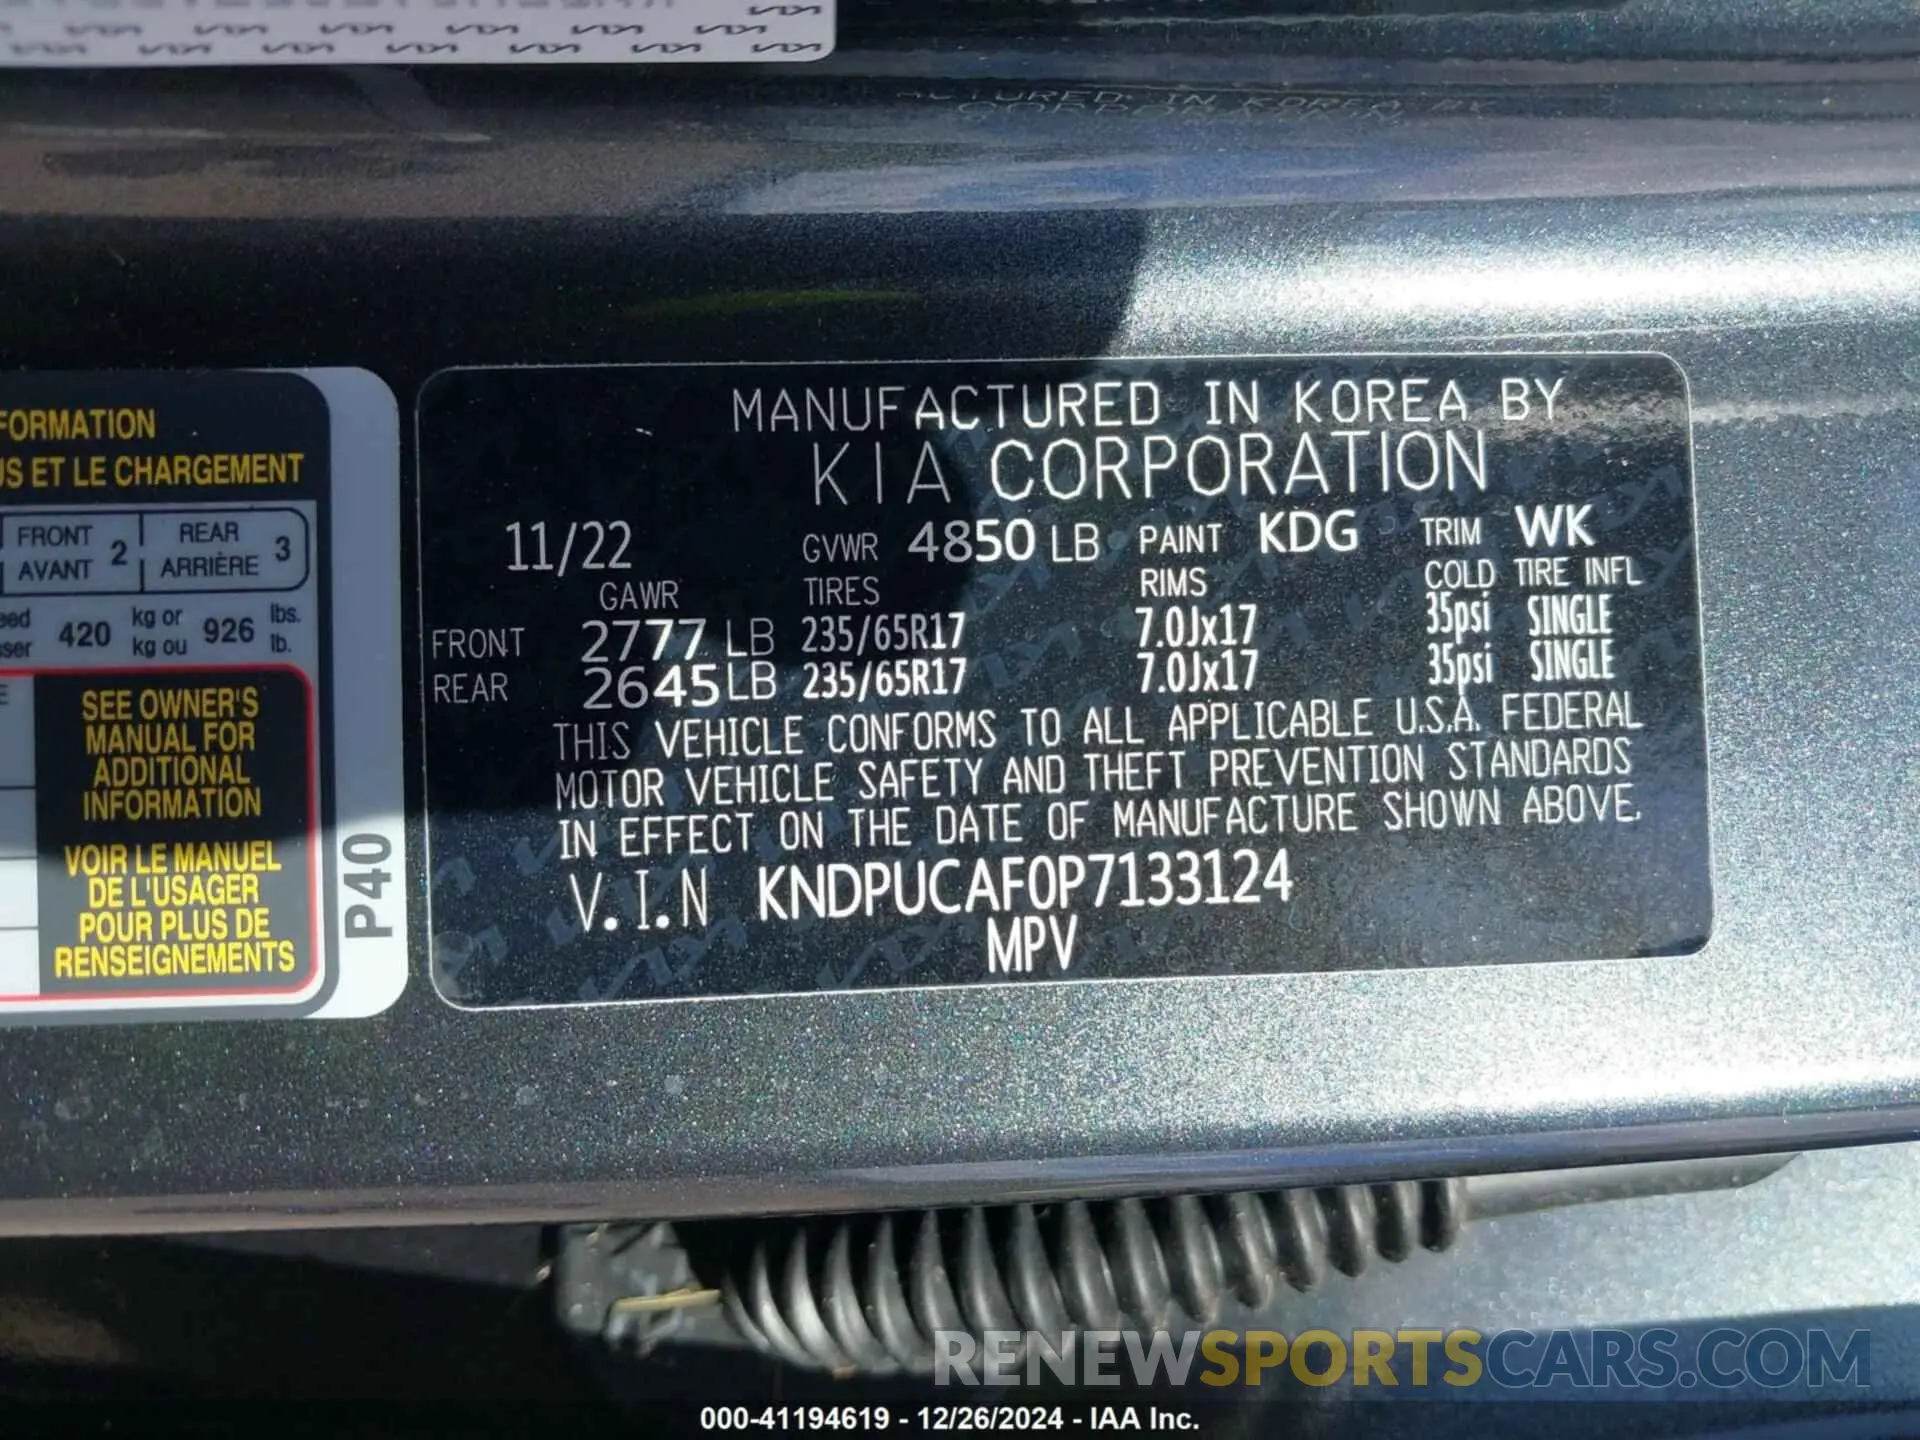 MANUFACTURED IN KOREA BY
KIA CORPORATION
11/22 GVWR 4850 LB PAINT KDG TRIM WK
GAWR TIRES RIMS COLD TIRE INFL
FRONT 2777 LB 235/65R17 7.0Jx17 35psi SINGLE
REAR 2645 LB 235/65R17 7.0Jx17 35psi SINGLE
THIS VEHICLE CONFORMS TO ALL APPLICABLE U.S.A. FEDERAL
MOTOR VEHICLE SAFETY AND THEFT PREVENTION STANDARDS
IN EFFECT ON THE DATE OF MANUFACTURE SHOWN ABOVE.
V.I.N KNDPUCAF0P7133124
MPV
FORMATION
ET LE CHARGEMENT
FRONT 2 REAR 3
AVANT ARRIÈRE
420 kg or 926 lbs.
kg ou lb.
SEE OWNER'S
MANUAL FOR
ADDITIONAL
INFORMATION
VOIR LE MANUEL
DE L'USAGER
POUR PLUS DE
RENSEIGNEMENTS
P40
RENEWSPORTSCARS.COM
000-41194619 - 12/26/2024 - IAA Inc.